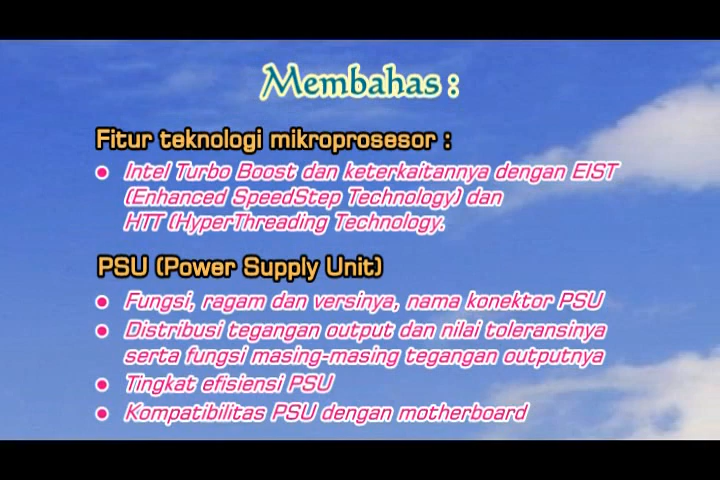 Membahas :
Fitur teknologi mikroprosesor :
• Intel Turbo Boost dan keterkaitannya dengan EIST
(Enhanced SpeedStep Technology) dan
HTT (HyperThreading Technology.
PSU (Power Supply Unit)
• Fungsi, ragam dan versinya, nama konektor PSU
• Distribusi tegangan output dan nilai toleransinya
serta fungsi masing-masing tegangan outputnya
• Tingkat efisiensi PSU
• Kompatibilitas PSU dengan motherboard